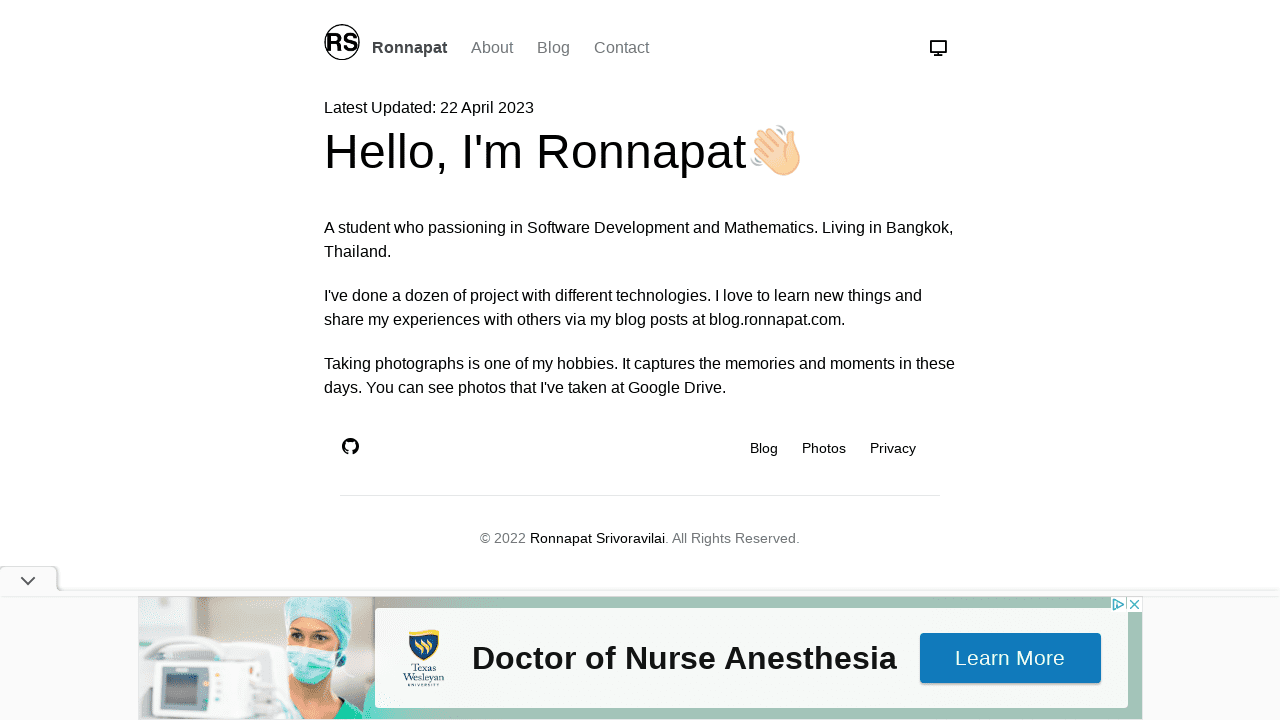 RS Ronnapat About Blog Contact
Latest Updated: 22 April 2023
Hello, I'm Ronnapat👋🏻
A student who passioning in Software Development and Mathematics. Living in Bangkok,
Thailand.
I've done a dozen of project with different technologies. I love to learn new things and
share my experiences with others via my blog posts at blog.ronnapat.com.
Taking photographs is one of my hobbies. It captures the memories and moments in these
days. You can see photos that I've taken at Google Drive.
Blog Photos Privacy
© 2022 Ronnapat Srivoravilai. All Rights Reserved.
Texas
Wesleyan
UNIVERSITY
Doctor of Nurse Anesthesia
Learn More